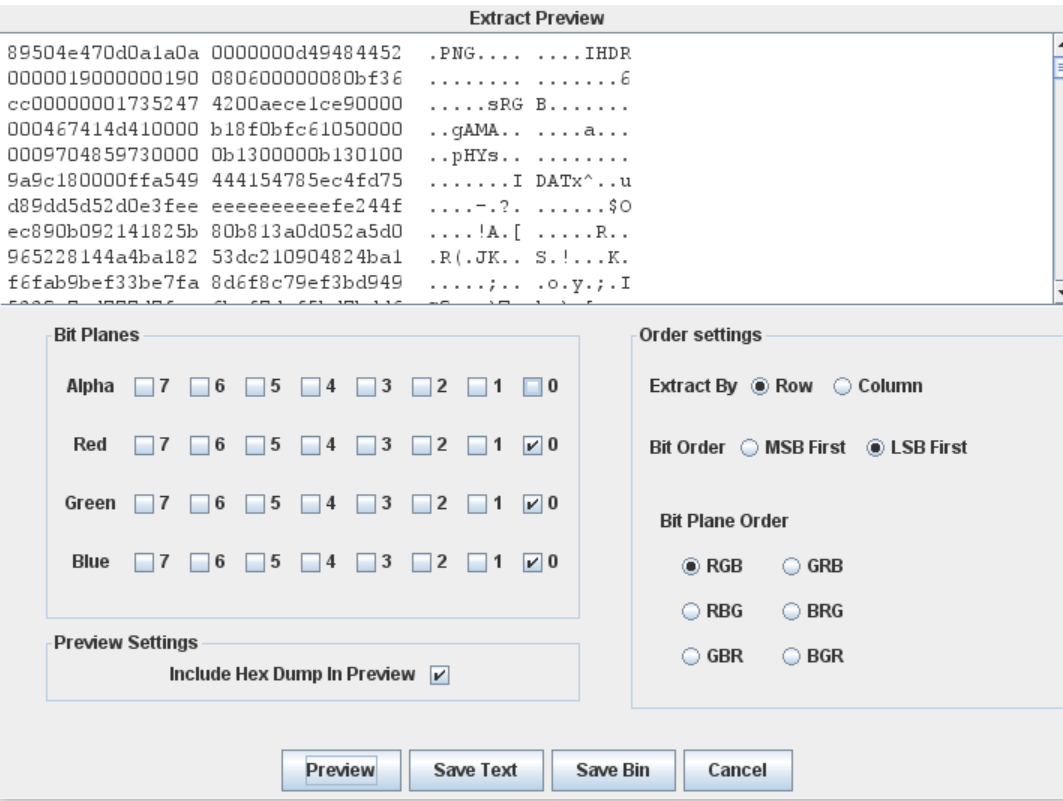 Extract Preview
89504e470d0a1a0a 0000000d49484452 .PNG.... ....IHDR
0000019000000190 080600000080bf36 ........ .......6
cc00000001735247 4200aece1ce90000 .....sRG B.......
000467414d410000 b18f0bfc61050000 ..gAMA.. ....a...
0009704859730000 0b1300000b130100 ..pHYs.. ........
9a9c180000ffa549 444154785ec4fd75 .......I DATx^..u
d89dd5d52d0e3fee eeeeeeeeeefe244f ....-.?. ......$O
ec890b092141825b 80b813a0d052a5d0 ....!A.[ .....R..
965228144a4ba182 53dc210904824ba1 .R(.JK.. S.!...K.
f6fab9bef33be7fa 8d6f8c79ef3bd949 .....;.. .o.y.;.I
Bit Planes
Alpha 7 6 5 4 3 2 1 0
Red 7 6 5 4 3 2 1 0
Green 7 6 5 4 3 2 1 0
Blue 7 6 5 4 3 2 1 0
Preview Settings
Include Hex Dump In Preview
Order settings
Extract By Row Column
Bit Order MSB First LSB First
Bit Plane Order
RGB GRB
RBG BRG
GBR BGR
Preview Save Text Save Bin Cancel